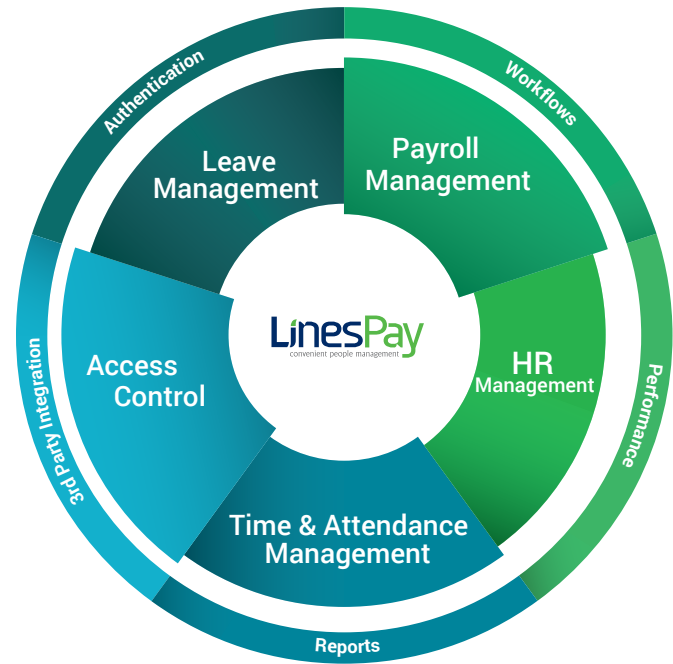 Authentication
Workflows
Leave
Management
Payroll
Management
LinesPay
convenient people management
HR
Management
Access
Control
Performance
3rd Party Integration
Time & Attendance
Management
Reports